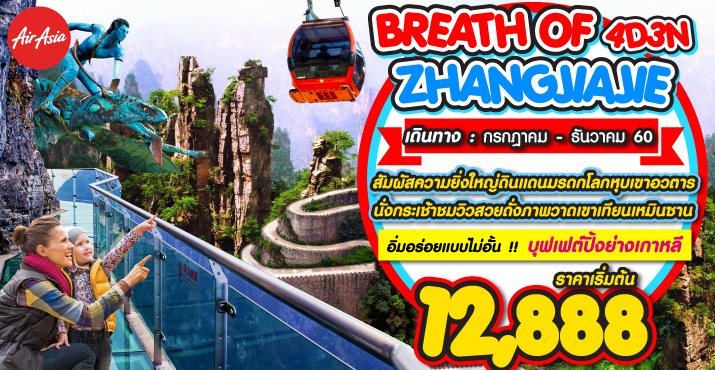 AirAsia
BREATH OF 4D3N
ZHANGJIAJIE
เดินทาง : กรกฎาคม - ธันวาคม 60
สัมผัสความยิ่งใหญ่ดินแดนมรดกโลกหุบเขาอวตาร
นั่งกระเช้าชมวิวสวยดั่งภาพวาดเขาเทียนเหมินซาน
อิ่มอร่อยแบบไม่อั้น !! บุฟเฟต์ปิ้งย่างเกาหลี
ราคาเริ่มต้น
12,888